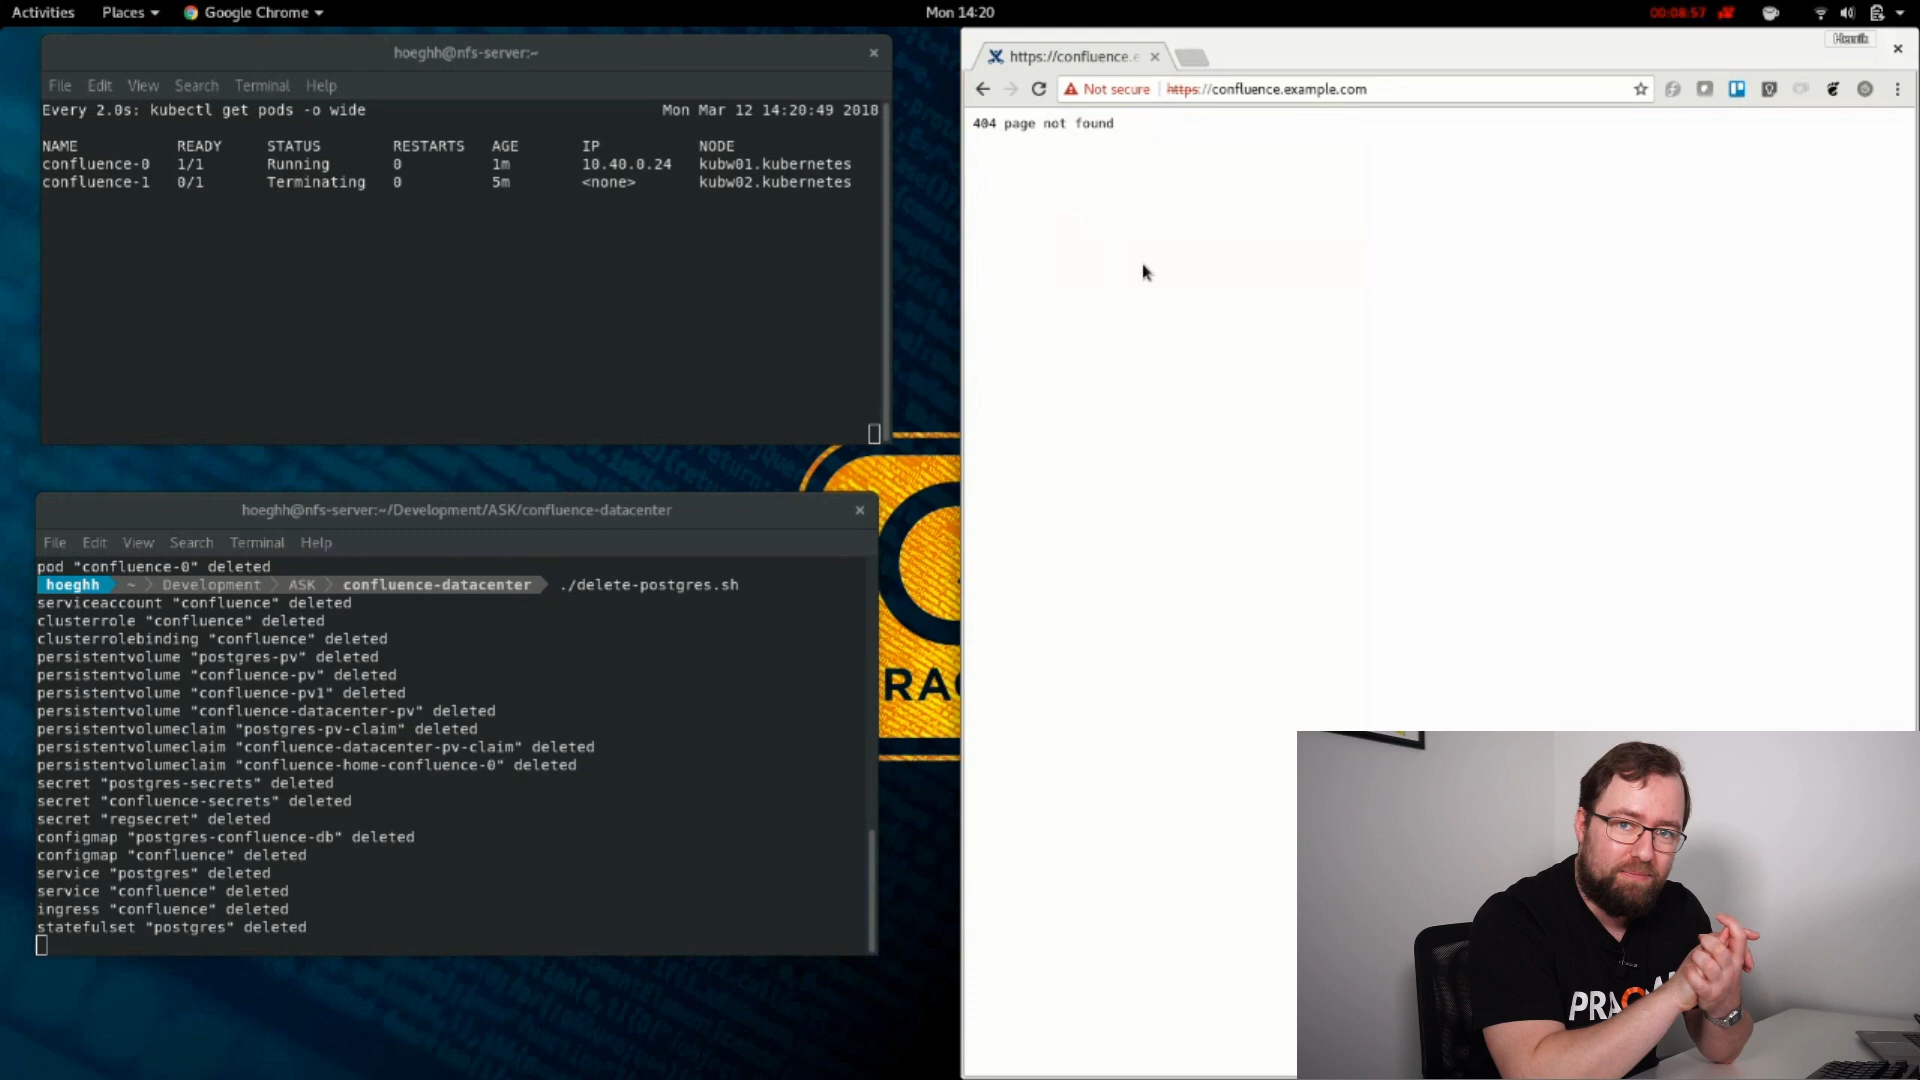 Activities Places Google Chrome Mon 14:20 00:08:57
hoeghh@nfs-server:~
File Edit View Search Terminal Help
Every 2.0s: kubectl get pods -o wide Mon Mar 12 14:20:49 2018
NAME READY STATUS RESTARTS AGE IP NODE
confluence-0 1/1 Running 0 1m 10.40.0.24 kubw01.kubernetes
confluence-1 0/1 Terminating 0 5m <none> kubw02.kubernetes
hoeghh@nfs-server:~/Development/ASK/confluence-datacenter
File Edit View Search Terminal Help
pod "confluence-0" deleted
hoeghh ~ Development ASK confluence-datacenter ./delete-postgres.sh
serviceaccount "confluence" deleted
clusterrole "confluence" deleted
clusterrolebinding "confluence" deleted
persistentvolume "postgres-pv" deleted
persistentvolume "confluence-pv" deleted
persistentvolume "confluence-pv1" deleted
persistentvolume "confluence-datacenter-pv" deleted
persistentvolumeclaim "postgres-pv-claim" deleted
persistentvolumeclaim "confluence-datacenter-pv-claim" deleted
persistentvolumeclaim "confluence-home-confluence-0" deleted
secret "postgres-secrets" deleted
secret "confluence-secrets" deleted
secret "regsecret" deleted
configmap "postgres-confluence-db" deleted
configmap "confluence" deleted
service "postgres" deleted
service "confluence" deleted
ingress "confluence" deleted
statefulset "postgres" deleted
Henrik
https://confluence.e
Not secure https://confluence.example.com
404 page not found
RA
PRA